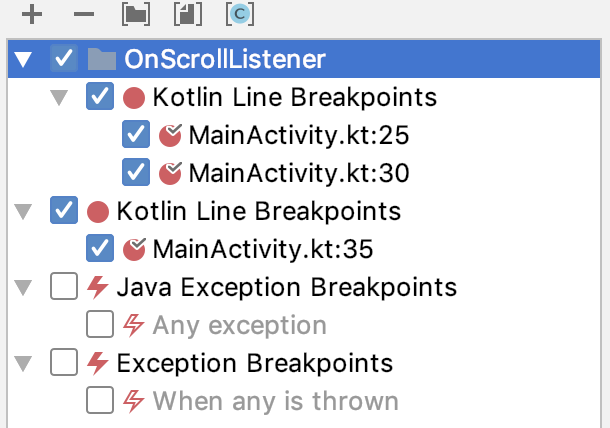 C
OnScrollListener
Kotlin Line Breakpoints
MainActivity.kt:25
MainActivity.kt:30
Kotlin Line Breakpoints
MainActivity.kt:35
Java Exception Breakpoints
Any exception
Exception Breakpoints
When any is thrown